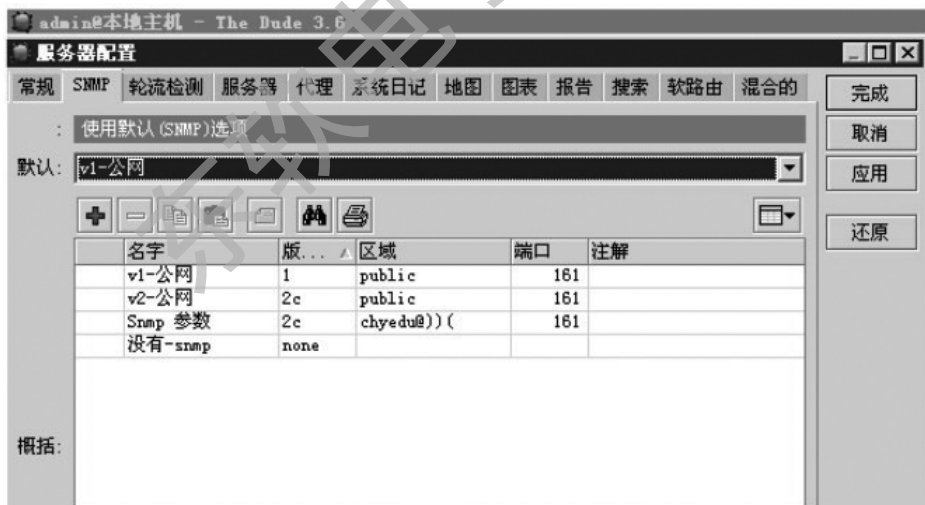 admin@本地主机 - The Dude 3.6
服务器配置
常规 SNMP 轮流检测 服务器 代理 系统日记 地图 图表 报告 搜索 软路由 混合的
完成
: 使用默认(SNMP)选项
取消
默认: v1-公网
应用
还原
名字 版... 区域 端口 注解
v1-公网 1 public 161
v2-公网 2c public 161
Snmp 参数 2c chyedu@))( 161
没有-snmp none
概括: